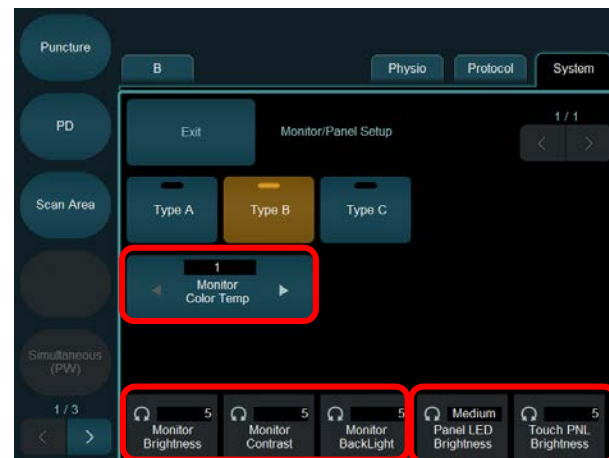 Puncture
B
Physio
Protocol
System
PD
Exit
Monitor/Panel Setup
1 / 1
< >
Scan Area
Type A
Type B
Type C
1
Monitor
Color Temp
Simultaneous
(PW)
1 / 3
< >
5
Monitor
Brightness
5
Monitor
Contrast
5
Monitor
BackLight
Medium
Panel LED
Brightness
5
Touch PNL
Brightness